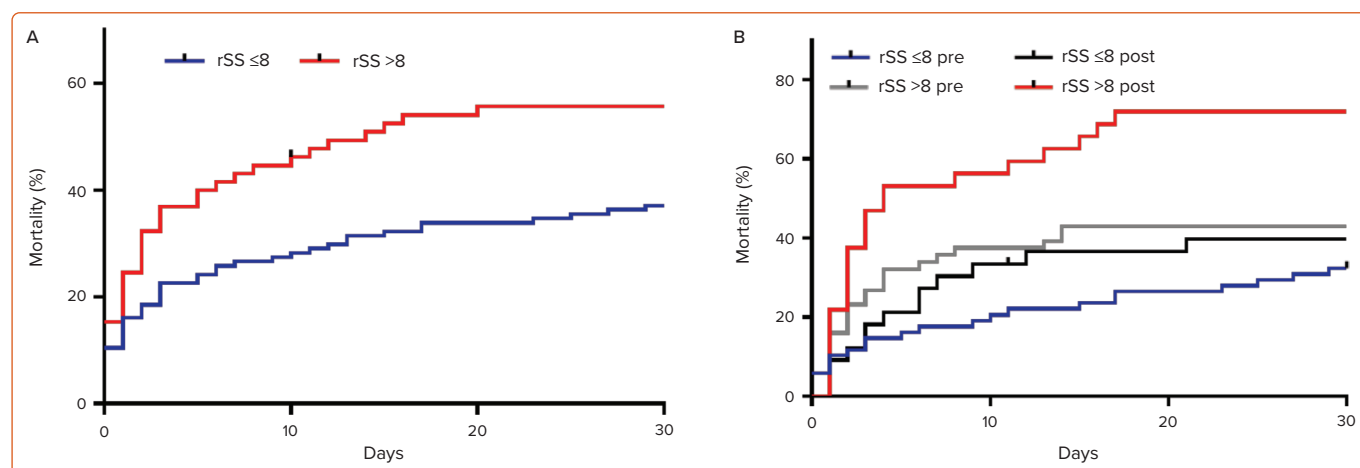 A
rSS ≤8 rSS >8
60
40
20
0
Mortality (%)
0 10 20 30
Days
B
rSS ≤8 pre rSS ≤8 post
rSS >8 pre rSS >8 post
80
60
40
20
0
Mortality (%)
0 10 20 30
Days